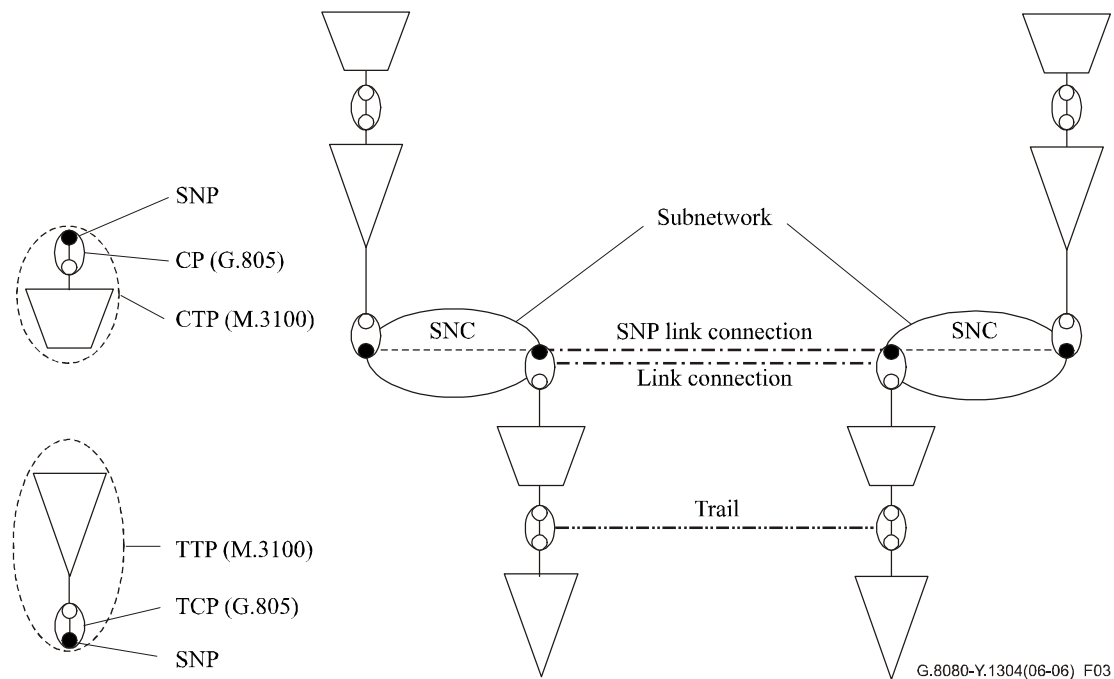 SNP
CP (G.805)
CTP (M.3100)
TTP (M.3100)
TCP (G.805)
SNP
Subnetwork
SNC
SNP link connection
SNC
Link connection
Trail
G.8080-Y.1304(06-06) F03